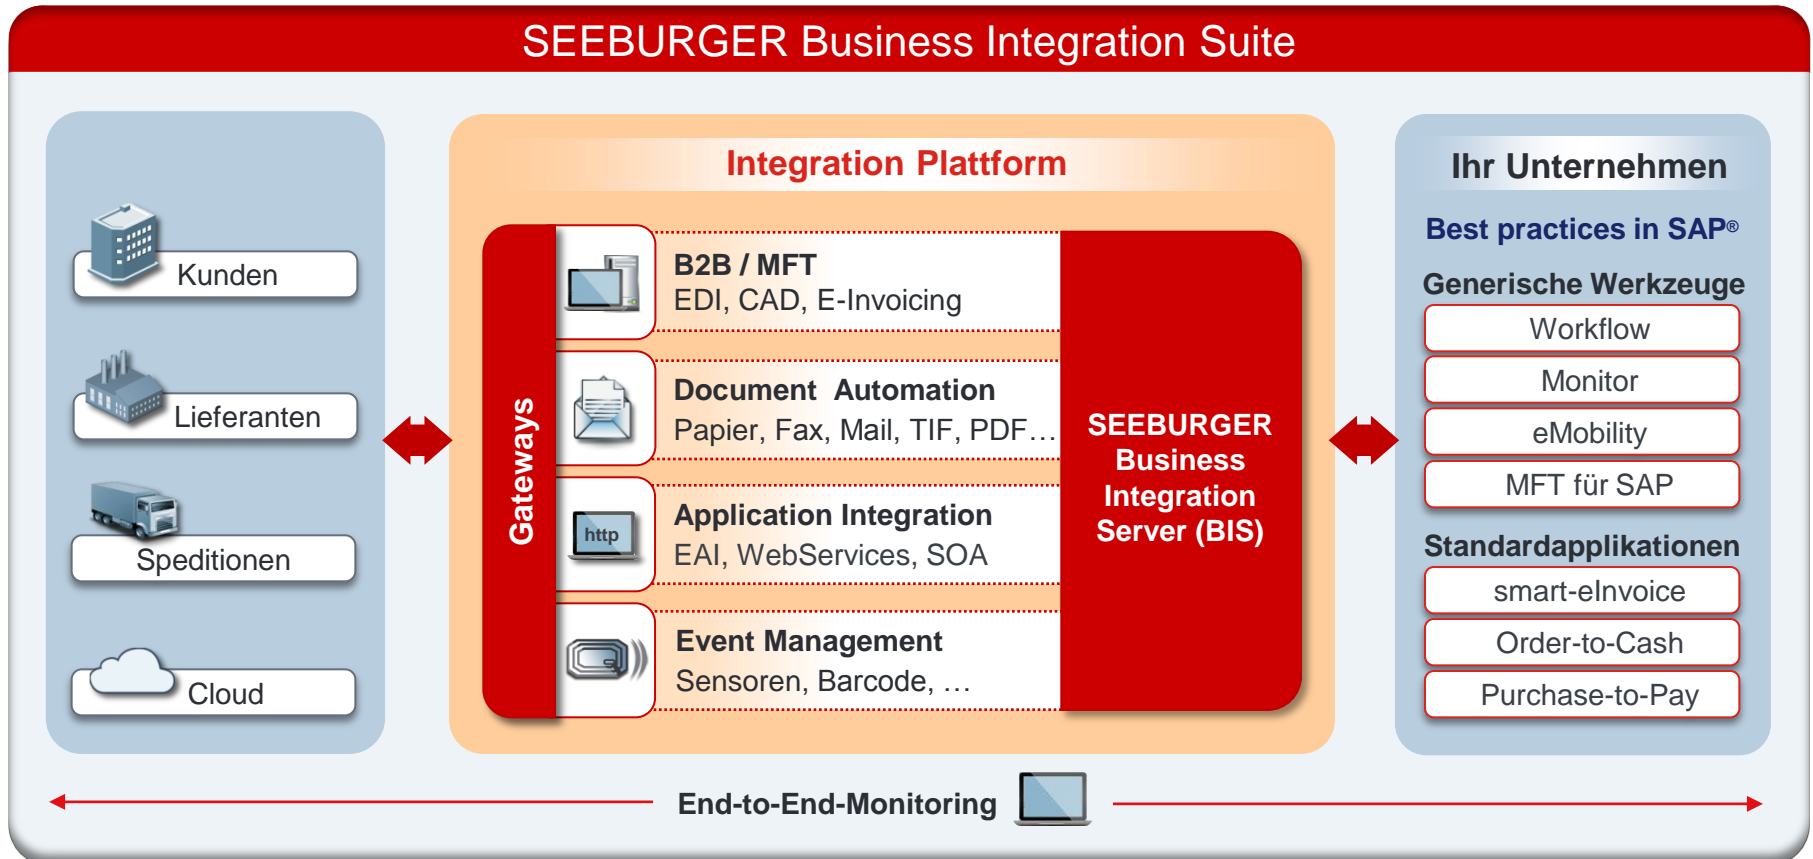 SEEBURGER Business Integration Suite
Kunden
Lieferanten
Speditionen
Cloud
Integration Plattform
Gateways
B2B / MFT
EDI, CAD, E-Invoicing
Document Automation
Papier, Fax, Mail, TIF, PDF…
http
Application Integration
EAI, WebServices, SOA
Event Management
Sensoren, Barcode, …
SEEBURGER
Business
Integration
Server (BIS)
Ihr Unternehmen
Best practices in SAP®
Generische Werkzeuge
Workflow
Monitor
eMobility
MFT für SAP
Standardapplikationen
smart-eInvoice
Order-to-Cash
Purchase-to-Pay
End-to-End-Monitoring